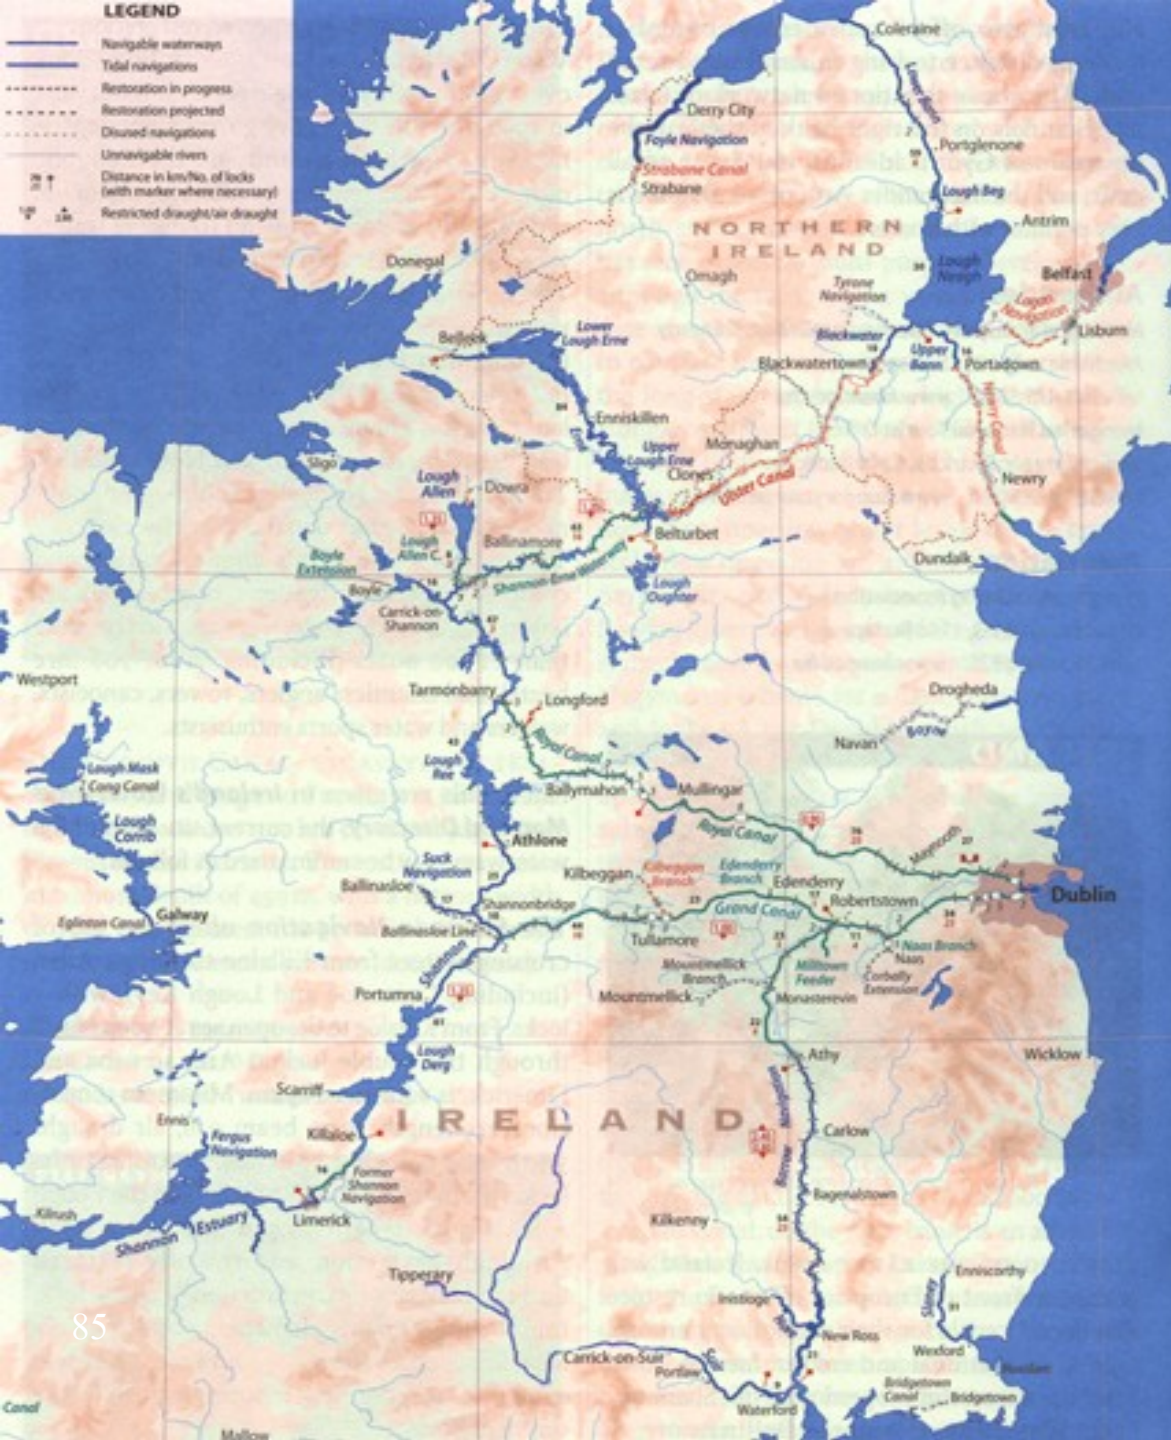 LEGEND
Navigable waterways
Tidal navigations
Restoration in progress
Restoration projected
Disused navigations
Unnavigable rivers
Distance in km/No. of locks
(with marker where necessary)
Restricted draught/air draught
Coleraine
Lower Bann
Derry City
Foyle Navigation
Portglenone
Strabane Canal
Strabane
Lough Beg
NORTHERN
IRELAND
Antrim
Donegal
Omagh
Lough
Neagh
Belfast
Tyrone
Navigation
Lagan
Navigation
Lisburn
Belleek
Lower
Lough Erne
Blackwater
Upper
Bann
Blackwatertown
Portadown
Newry Canal
Enniskillen
Erne
Monaghan
Upper
Lough Erne
Clones
Ulster Canal
Newry
Sligo
Lough
Allen
Dowra
Lough
Allen C.
Ballinamore
Belturbet
Boyle
Extension
Shannon-Erne Waterway
Dundalk
Boyle
Lough
Oughter
Carrick-on-
Shannon
Westport
Tarmonbarry
Longford
Drogheda
Navan
Boyne
Royal Canal
Lough
Ree
Lough Mask
Cong Canal
Ballymahon
Mullingar
Lough
Corrib
Royal Canal
Athlone
Maynooth
Suck
Navigation
Kilbeggan
Kilbeggan
Branch
Edenderry
Branch
Edenderry
Ballinasloe
Shannonbridge
Grand Canal
Robertstown
Dublin
Eglinton Canal
Galway
Ballinasloe Line
Tullamore
Naas Branch
Naas
Shannon
Mountmellick
Branch
Milltown
Feeder
Corbally
Extension
Portumna
Mountmellick
Monasterevin
Lough
Derg
Athy
Wicklow
Scarriff
IRELAND
Ennis
Fergus
Navigation
Killaloe
Barrow Navigation
Carlow
Former
Shannon
Navigation
Bagenalstown
Kilrush
Shannon Estuary
Limerick
Kilkenny
Tipperary
Enniscorthy
Slaney
Inistioge
Nore
New Ross
85
Carrick-on-Suir
Portlaw
Wexford
Rosslare
Bridgetown
Canal
Bridgetown
Waterford
Canal
Mallow